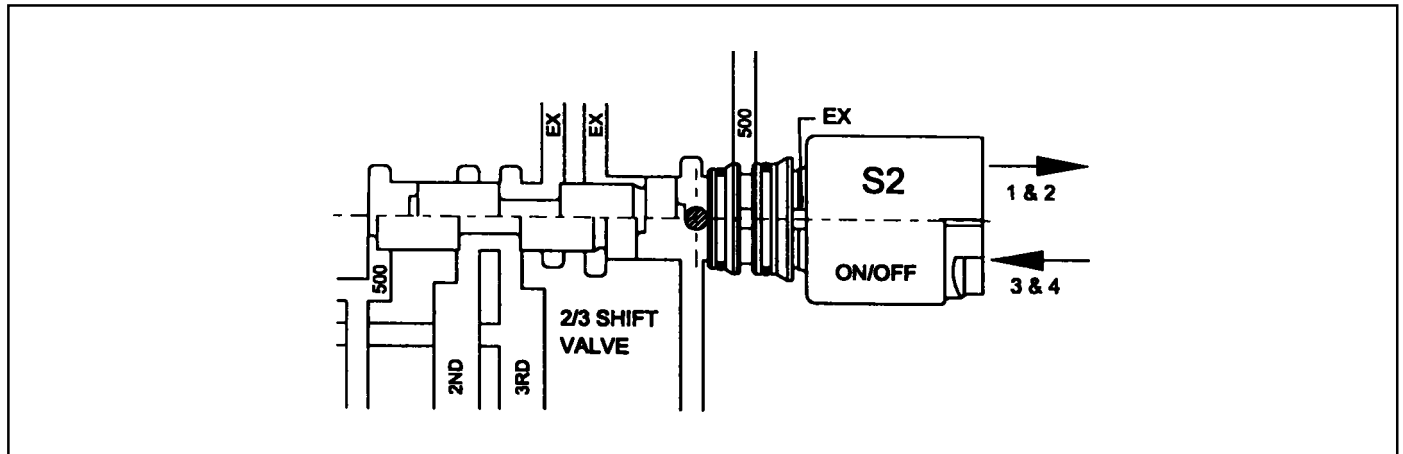 EX
EX
500
EX
S2
1 & 2
ON/OFF
3 & 4
500
2/3 SHIFT
VALVE
2ND
3RD